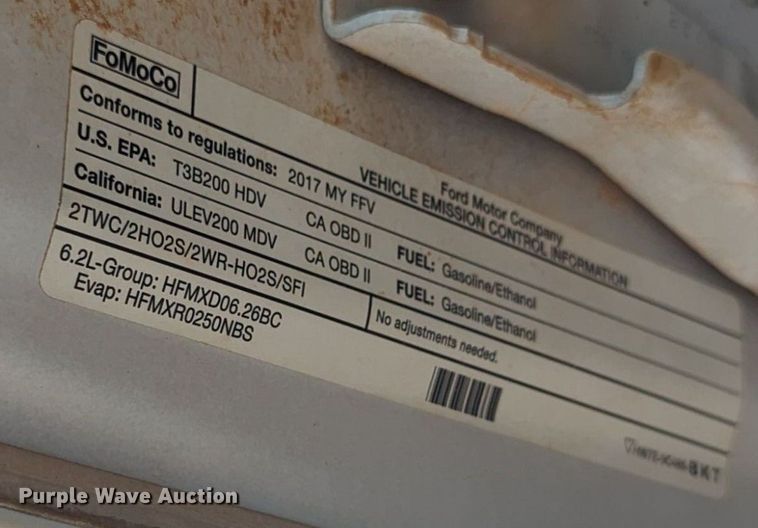 FoMoCo
Ford Motor Company
VEHICLE EMISSION CONTROL INFORMATION
Conforms to regulations: 2017 MY FFV
U.S. EPA: T3B200 HDV CA OBD II FUEL: Gasoline/Ethanol
California: ULEV200 MDV CA OBD II FUEL: Gasoline/Ethanol
2TWC/2HO2S/2WR-HO2S/SFI
No adjustments needed.
6.2L-Group: HFMXD06.26BC
Evap: HFMXR0250NBS
8KT
Purple Wave Auction